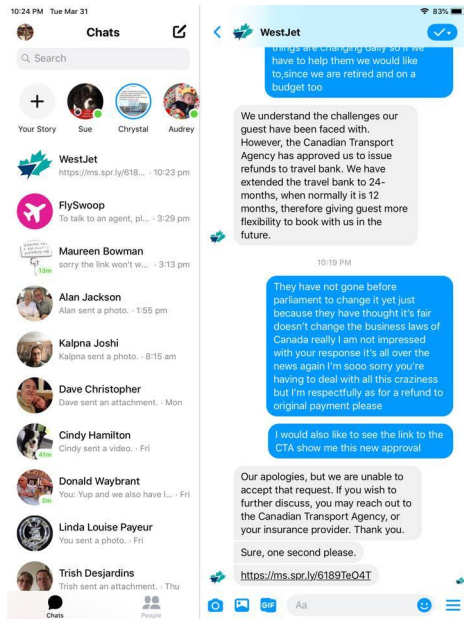 10:24 PM Tue Mar 31
83%
Chats
Search
Your Story
Sue
Chrystal
Audrey
WestJet
https://ms.spr.ly/618... · 10:23 pm
FlySwoop
To talk to an agent, pl... · 3:29 pm
Maureen Bowman
sorry the link won't w... · 3:13 pm
13m
Alan Jackson
Alan sent a photo. · 1:55 pm
Kalpna Joshi
Kalpna sent a photo. · 8:15 am
Dave Christopher
Dave sent an attachment. · Mon
Cindy Hamilton
Cindy sent a video. · Fri
41m
Donald Waybrant
You: Yup and we also have l... · Fri
2m
Linda Louise Payeur
You sent a photo. · Fri
Trish Desjardins
Trish sent an attachment. · Thu
Chats
People
WestJet
things are changing daily so if we
have to help them we would like
to,since we are retired and on a
budget too
We understand the challenges our
guest have been faced with.
However, the Canadian Transport
Agency has approved us to issue
refunds to travel bank. We have
extended the travel bank to 24-
months, when normally it is 12
months, therefore giving guest more
flexibility to book with us in the
future.
10:19 PM
They have not gone before
parliament to change it yet just
because they have thought it's fair
doesn't change the business laws of
Canada really I am not impressed
with your response it's all over the
news again I'm sooo sorry you're
having to deal with all this craziness
but I'm respectfully as for a refund to
original payment please
I would also like to see the link to the
CTA show me this new approval
Our apologies, but we are unable to
accept that request. If you wish to
further discuss, you may reach out to
the Canadian Transport Agency, or
your insurance provider. Thank you.
Sure, one second please.
https://ms.spr.ly/6189TeO4T
GIF
Aa